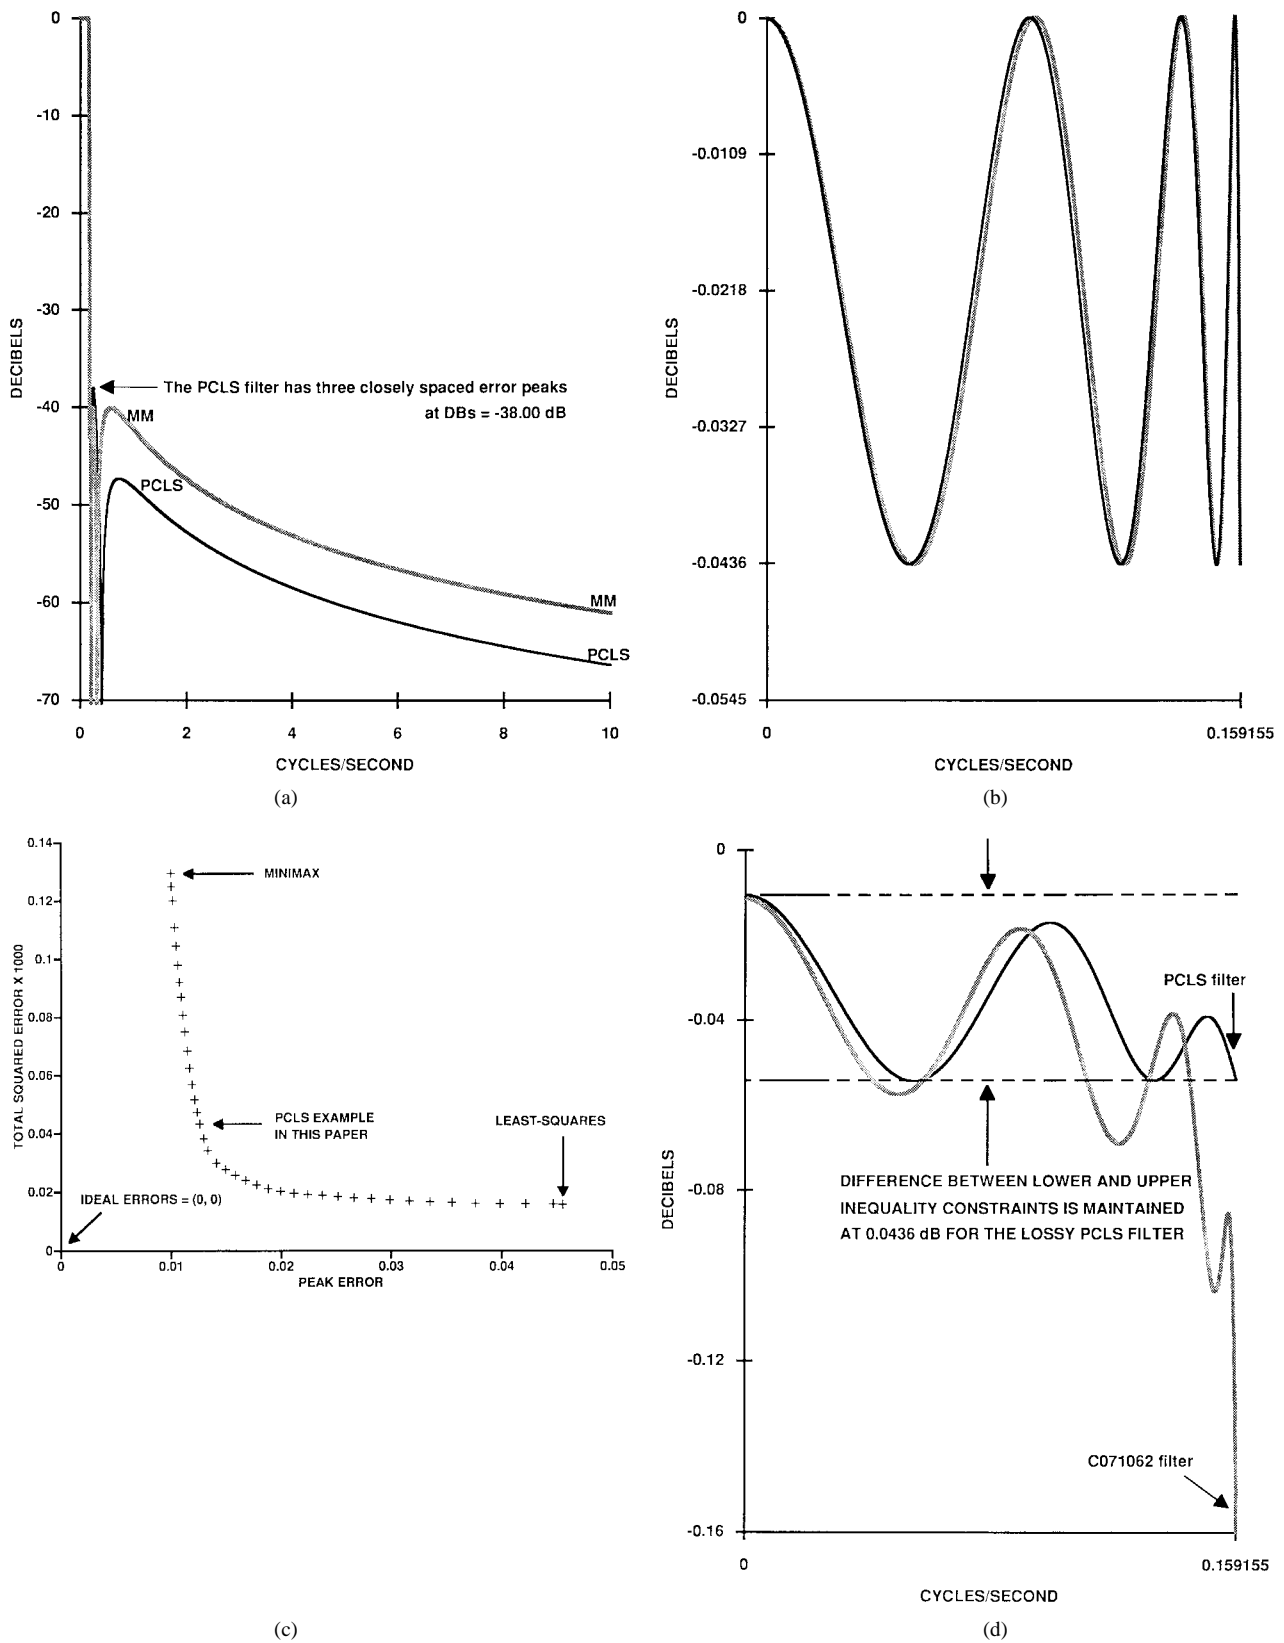 0
-10
-20
-30
-40
-50
-60
-70
DECIBELS
The PCLS filter has three closely spaced error peaks
at DBs = -38.00 dB
MM
PCLS
MM
PCLS
0 2 4 6 8 10
CYCLES/SECOND
(a)
0
-0.0109
-0.0218
-0.0327
-0.0436
-0.0545
DECIBELS
0 0.159155
CYCLES/SECOND
(b)
0.14
0.12
0.1
0.08
0.06
0.04
0.02
0
TOTAL SQUARED ERROR X 1000
MINIMAX
PCLS EXAMPLE
IN THIS PAPER
LEAST-SQUARES
IDEAL ERRORS = (0, 0)
0 0.01 0.02 0.03 0.04 0.05
PEAK ERROR
(c)
0
-0.04
-0.08
-0.12
-0.16
DECIBELS
PCLS filter
DIFFERENCE BETWEEN LOWER AND UPPER
INEQUALITY CONSTRAINTS IS MAINTAINED
AT 0.0436 dB FOR THE LOSSY PCLS FILTER
C071062 filter
0 0.159155
CYCLES/SECOND
(d)